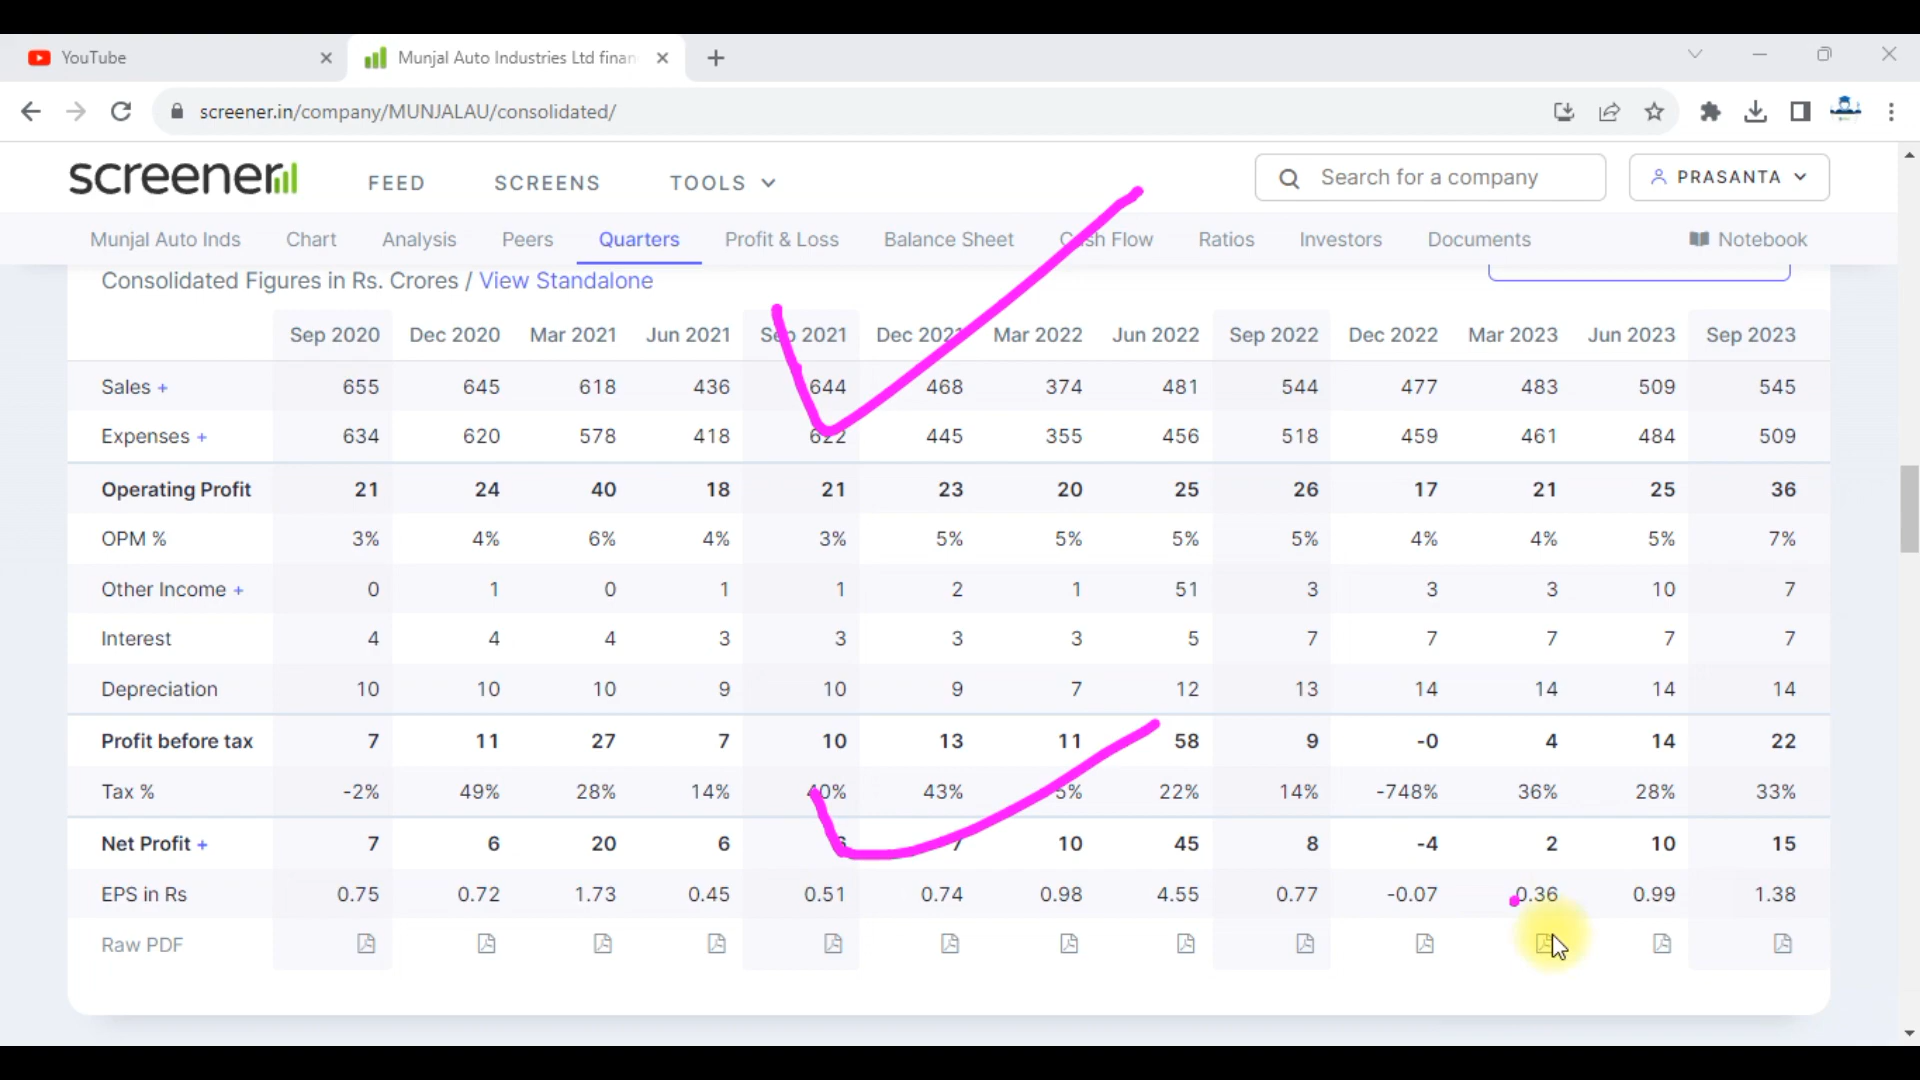 YouTube
Munjal Auto Industries Ltd finan
screener.in/company/MUNJALAU/consolidated/
screener
FEED
SCREENS
TOOLS
Search for a company
PRASANTA
Munjal Auto Inds Chart Analysis Peers Quarters Profit & Loss Balance Sheet Cash Flow Ratios Investors Documents Notebook
Consolidated Figures in Rs. Crores / View Standalone
Sep 2020 Dec 2020 Mar 2021 Jun 2021 Sep 2021 Dec 2021 Mar 2022 Jun 2022 Sep 2022 Dec 2022 Mar 2023 Jun 2023 Sep 2023
Sales + 655 645 618 436 644 468 374 481 544 477 483 509 545
Expenses + 634 620 578 418 622 445 355 456 518 459 461 484 509
Operating Profit 21 24 40 18 21 23 20 25 26 17 21 25 36
OPM % 3% 4% 6% 4% 3% 5% 5% 5% 5% 4% 4% 5% 7%
Other Income + 0 1 0 1 1 2 1 51 3 3 3 10 7
Interest 4 4 4 3 3 3 3 5 7 7 7 7 7
Depreciation 10 10 10 9 10 9 7 12 13 14 14 14 14
Profit before tax 7 11 27 7 10 13 11 58 9 -0 4 14 22
Tax % -2% 49% 28% 14% 40% 43% 5% 22% 14% -748% 36% 28% 33%
Net Profit + 7 6 20 6 6 7 10 45 8 -4 2 10 15
EPS in Rs 0.75 0.72 1.73 0.45 0.51 0.74 0.98 4.55 0.77 -0.07 0.36 0.99 1.38
Raw PDF